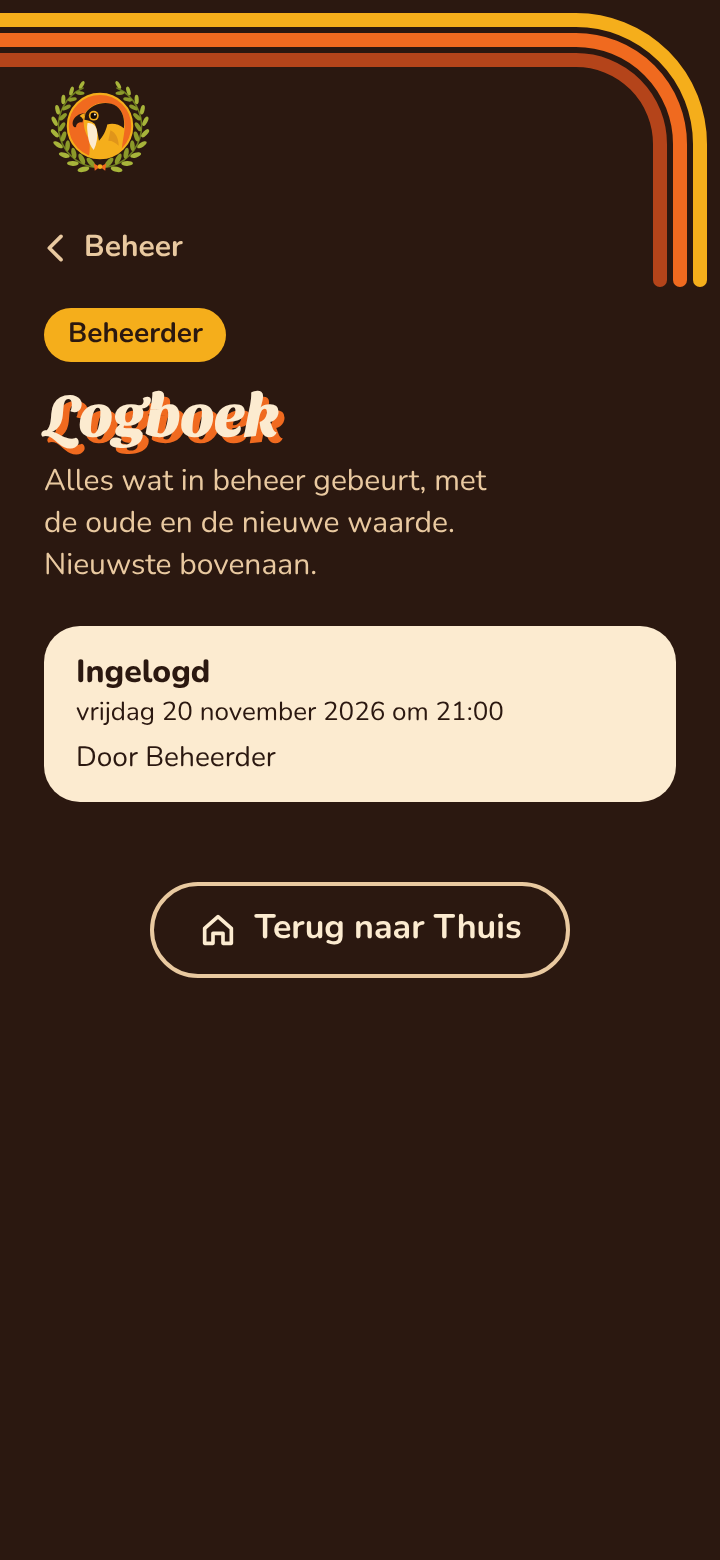 Beheer
Beheerder
Logboek
Alles wat in beheer gebeurt, met
de oude en de nieuwe waarde.
Nieuwste bovenaan.
Ingelogd
vrijdag 20 november 2026 om 21:00
Door Beheerder
Terug naar Thuis